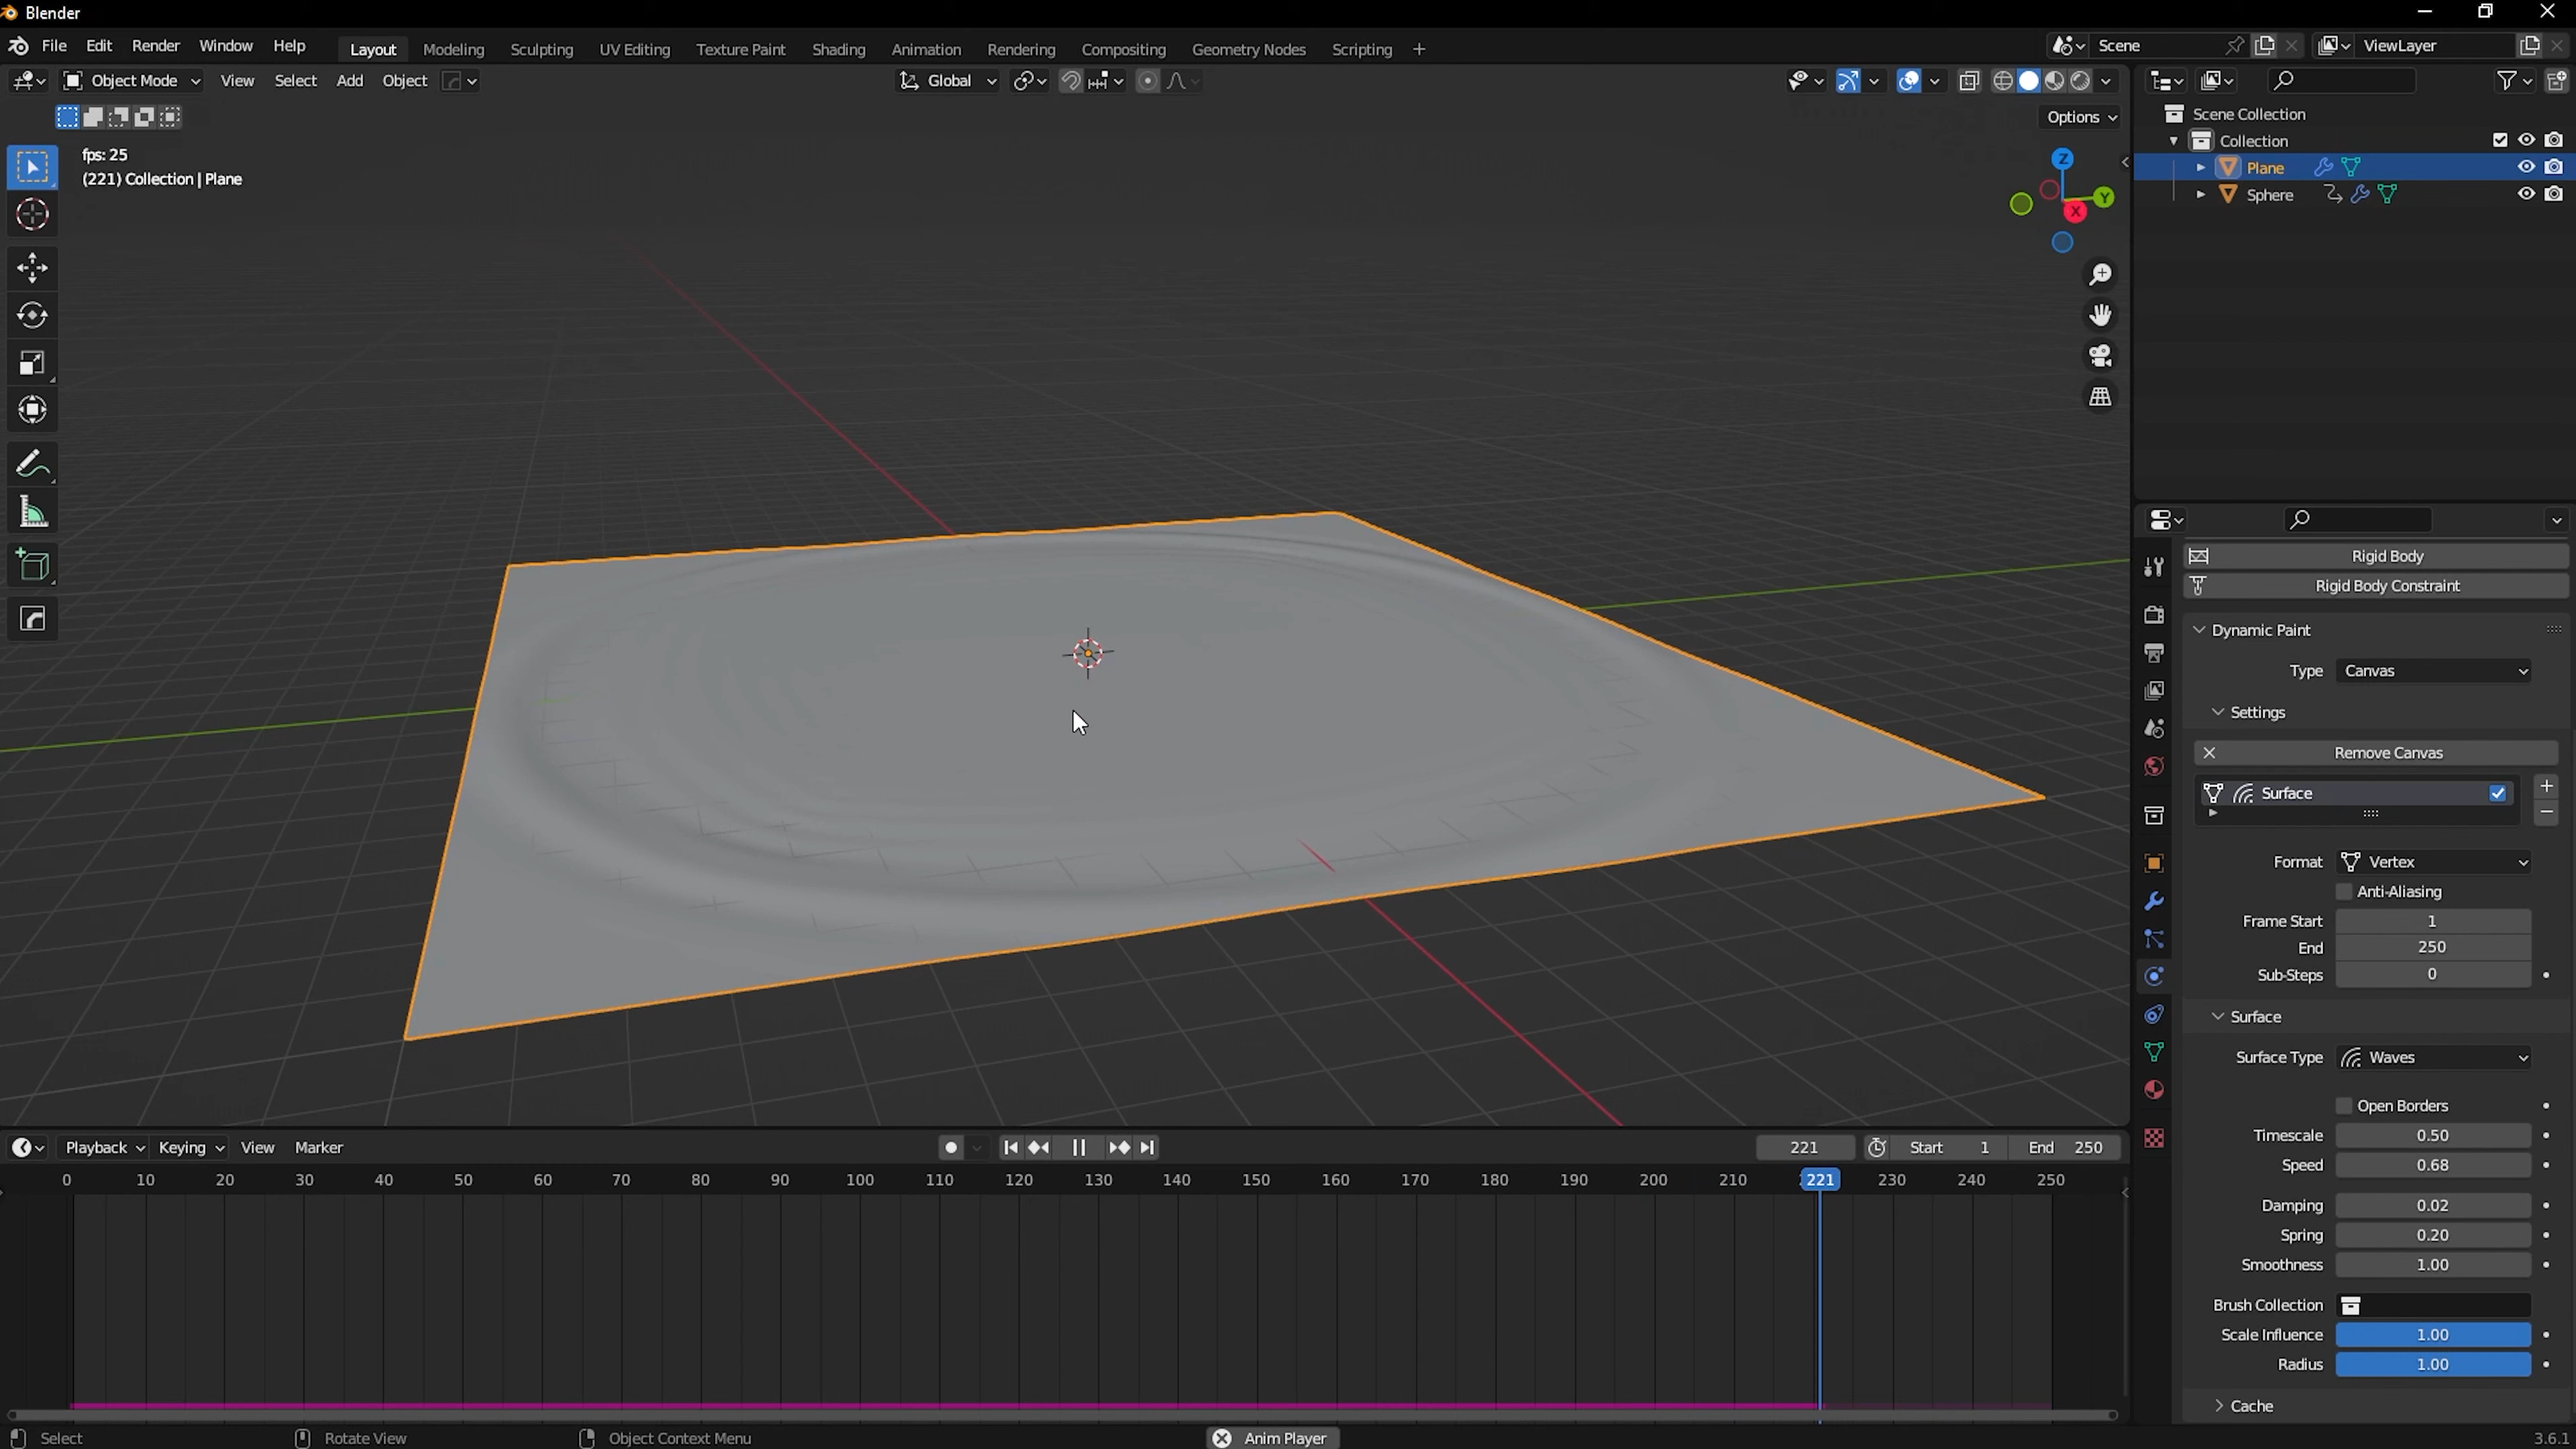 Blender
File Edit Render Window Help
Layout Modeling Sculpting UV Editing Texture Paint Shading Animation Rendering Compositing Geometry Nodes Scripting +
Scene
ViewLayer
Object Mode View Select Add Object
Global
Options
fps: 25
(221) Collection | Plane
Z
Y
X
Scene Collection
Collection
Plane
Sphere
Rigid Body
Rigid Body Constraint
Dynamic Paint
Type Canvas
Settings
Remove Canvas
Surface
Format Vertex
Anti-Aliasing
Frame Start 1
End 250
Sub-Steps 0
Surface
Surface Type Waves
Open Borders
Timescale 0.50
Speed 0.68
Damping 0.02
Spring 0.20
Smoothness 1.00
Brush Collection
Scale Influence 1.00
Radius 1.00
Cache
Playback Keying View Marker
221 Start 1 End 250
0 10 20 30 40 50 60 70 80 90 100 110 120 130 140 150 160 170 180 190 200 210 221 230 240 250
Select Rotate View Object Context Menu Anim Player 3.6.1